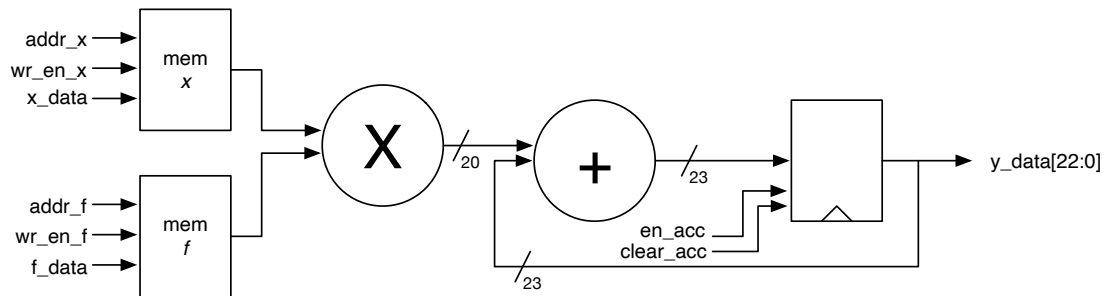 addr_x
wr_en_x
x_data
mem
x
addr_f
wr_en_f
f_data
mem
f
X
20
+
23
en_acc
clear_acc
23
y_data[22:0]